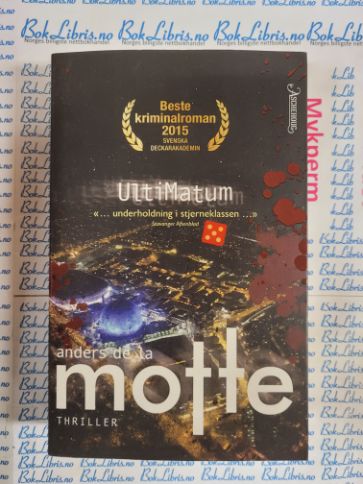 BokLibris.no
Norges billigste nettbokhandel
ASCHEHOUG
Mykperm
Beste
kriminalroman
2015
SVENSKA
DECKARAKADEMIN
UltiMatum
«... underholdning i stjerneklassen ...»
Stavanger Aftenblad
anders de la
motte
THRILLER